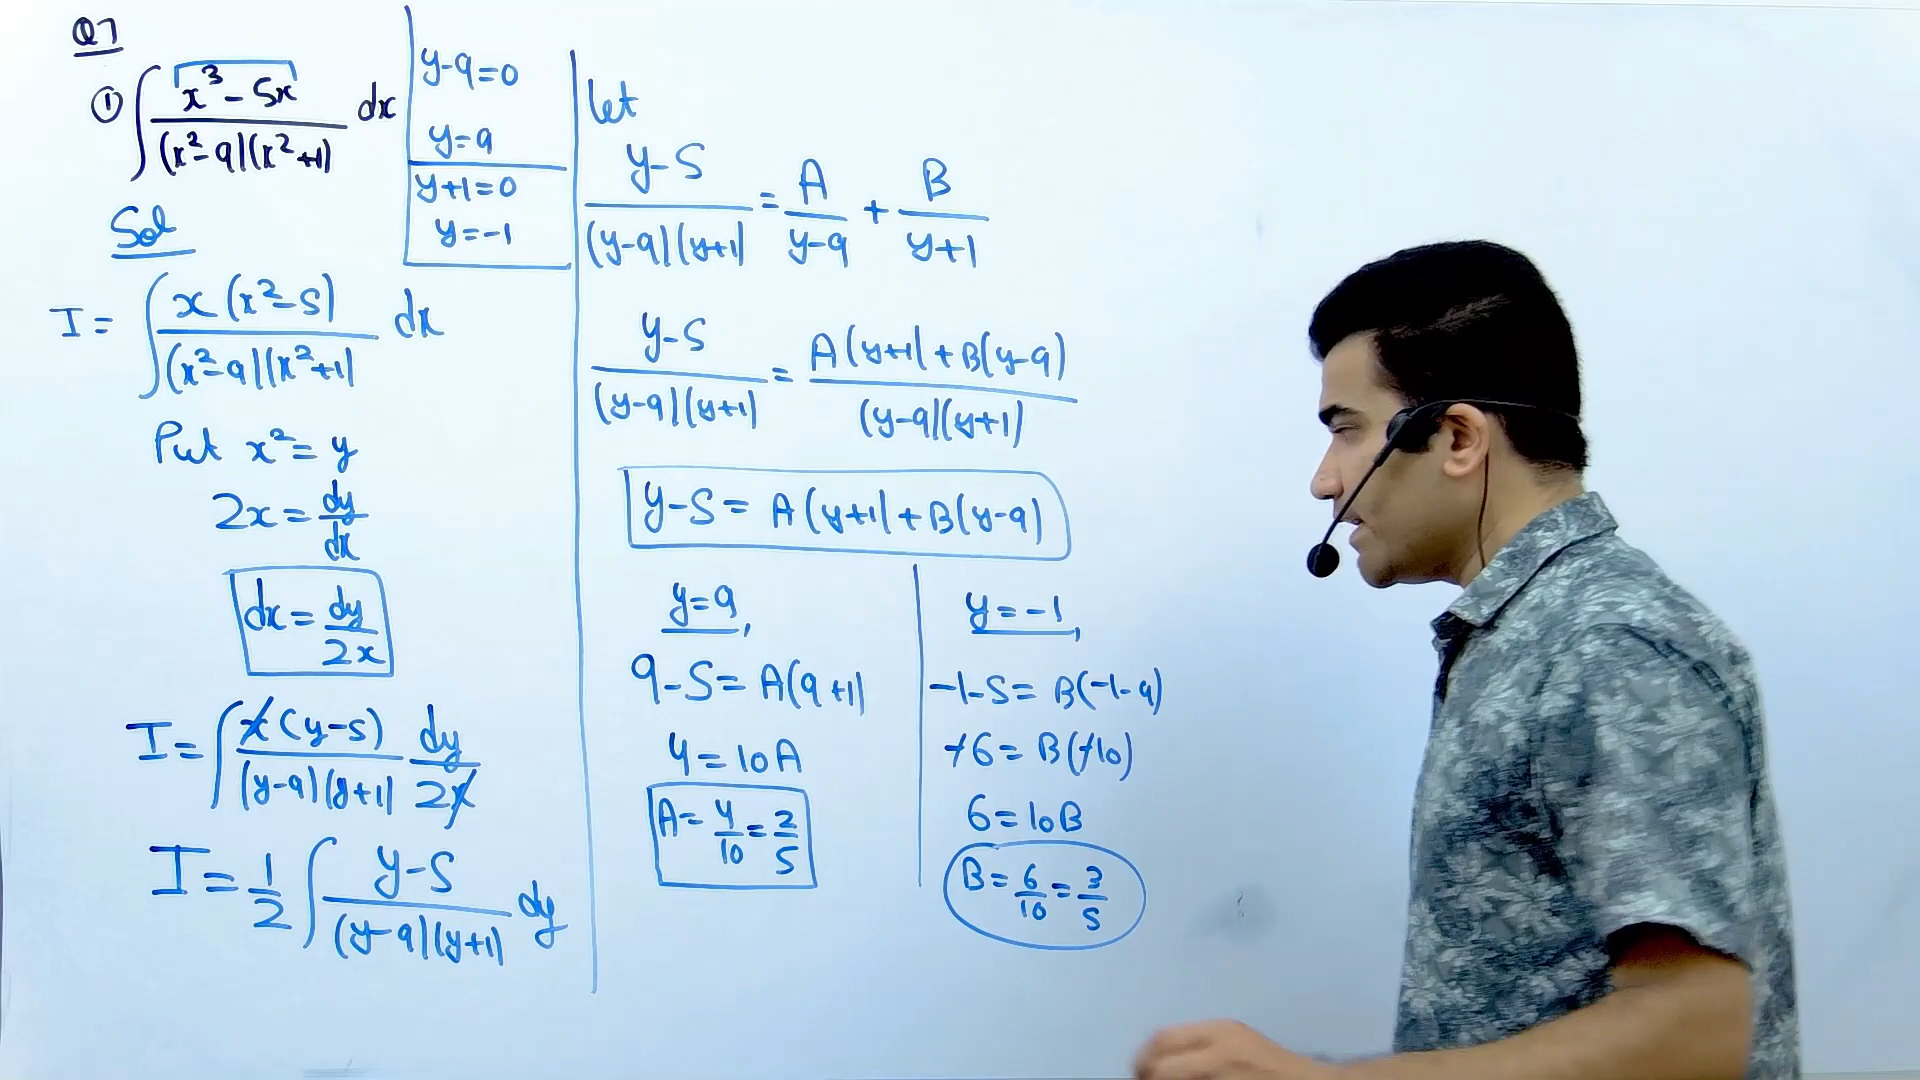 Q7
① ∫ x³ - 5x / (x²-9)(x²+1) dx
Sol
I = ∫ x(x²-5) / (x²-9)(x²+1) dx
Put x² = y
2x = dy/dx
dx = dy/2x
I = ∫ x(y-5) / (y-9)(y+1) dy/2x
I = 1/2 ∫ y-5 / (y-9)(y+1) dy
y-9=0
y=9
y+1=0
y=-1
let
y-5 / (y-9)(y+1) = A / y-9 + B / y+1
y-5 / (y-9)(y+1) = A(y+1)+B(y-9) / (y-9)(y+1)
y-5 = A(y+1)+B(y-9)
y=9,
9-5=A(9+1)
4=10A
A=4/10=2/5
y=-1,
-1-5=B(-1-9)
-6=B(-10)
6=10B
B=6/10=3/5